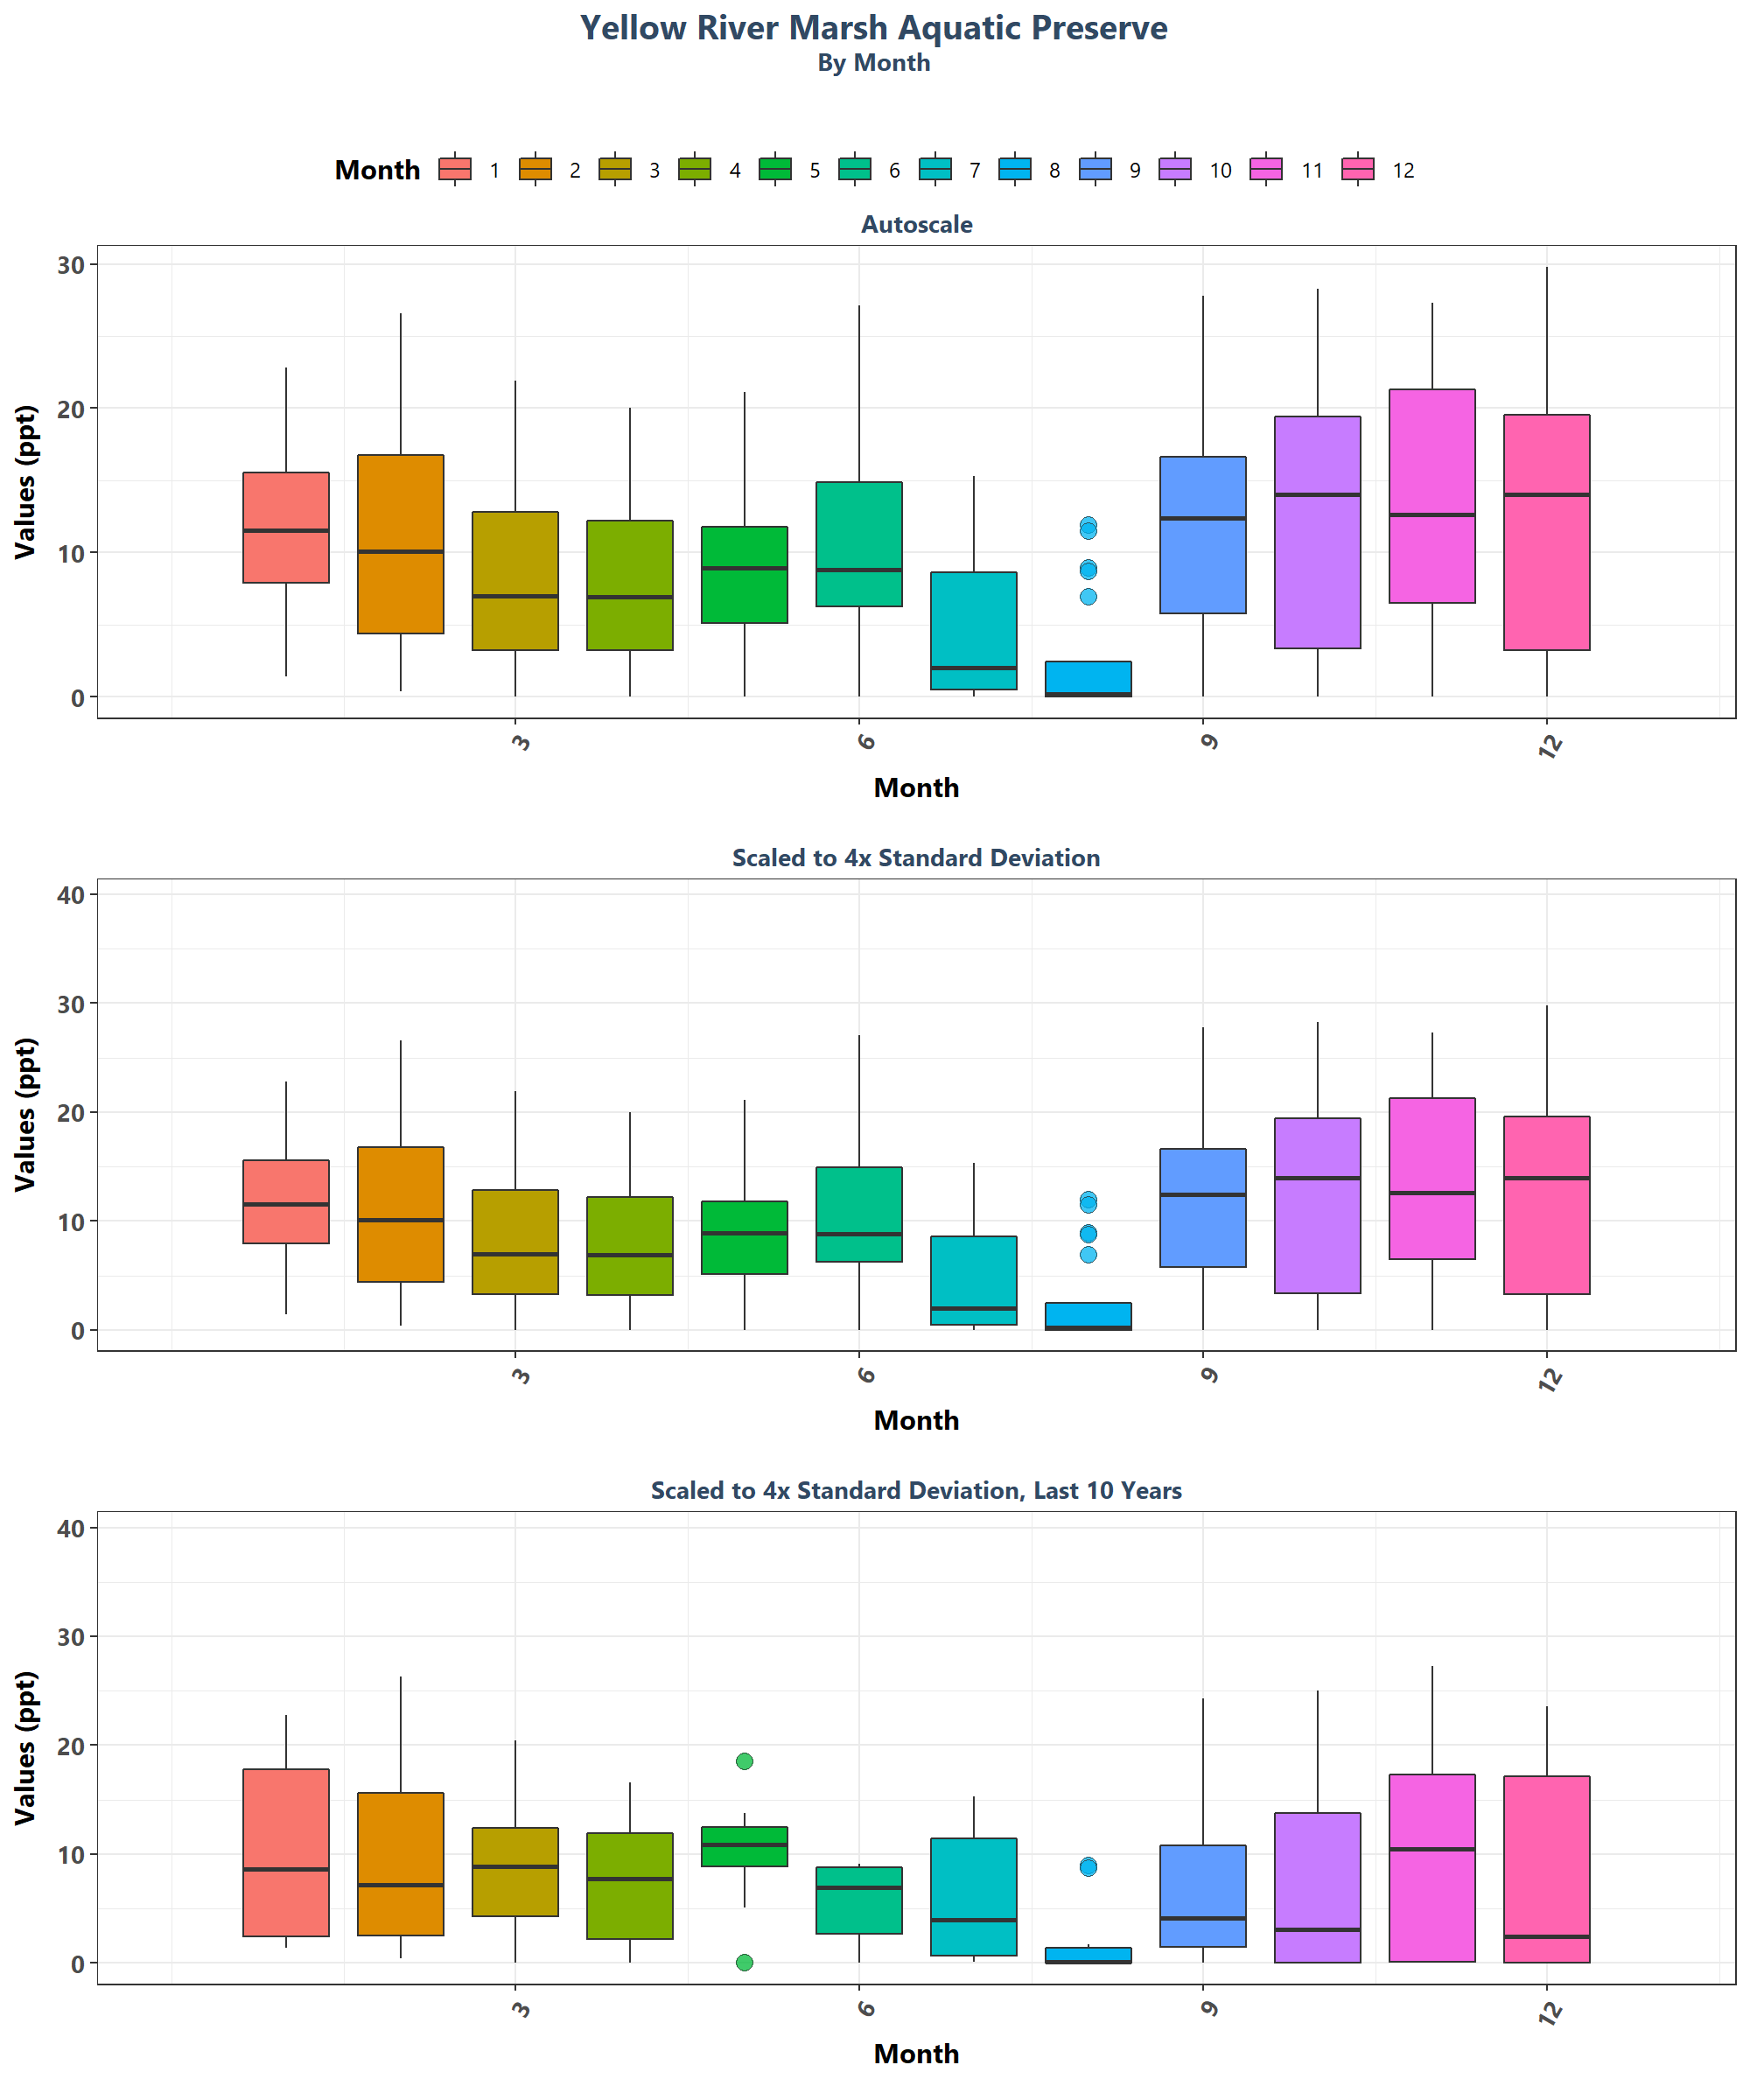 Yellow River Marsh Aquatic Preserve
By Month
Month 1 2 3 4 5 6 7 8 9 10 11 12
Autoscale
Values (ppt)
30
20
10
0
3 6 9 12
Month
Scaled to 4x Standard Deviation
Values (ppt)
40
30
20
10
0
3 6 9 12
Month
Scaled to 4x Standard Deviation, Last 10 Years
Values (ppt)
40
30
20
10
0
3 6 9 12
Month